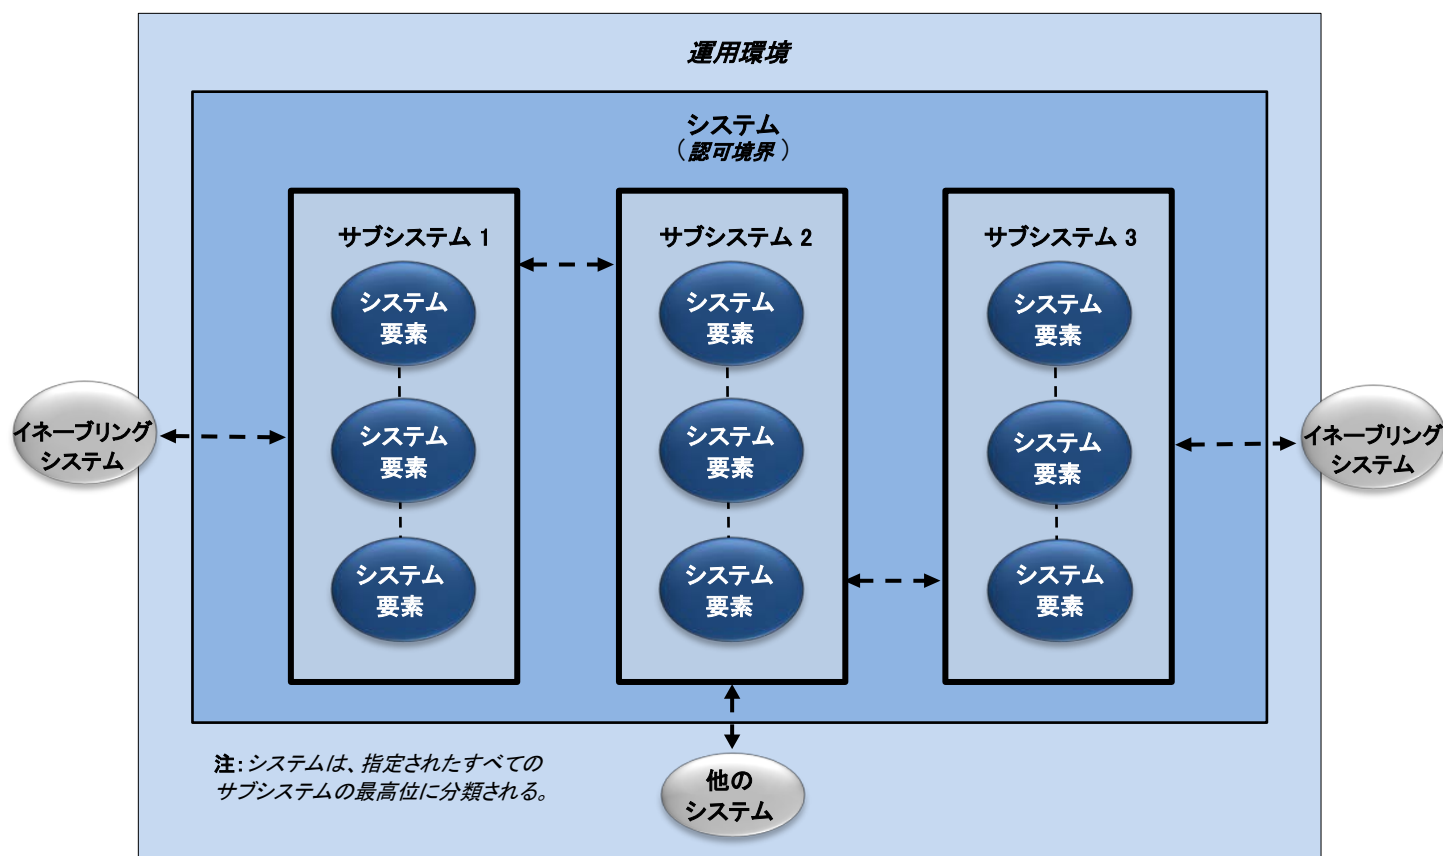 運用環境
システム
（認可境界）
サブシステム 1
システム
要素
システム
要素
システム
要素
サブシステム 2
システム
要素
システム
要素
システム
要素
サブシステム 3
システム
要素
システム
要素
システム
要素
イネーブリング
システム
イネーブリング
システム
注：システムは、指定されたすべての
サブシステムの最高位に分類される。
他の
システム